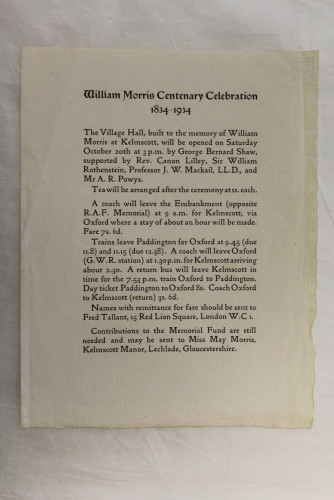 William Morris Centenary Celebration
1834-1934
The Village Hall, built to the memory of William
Morris at Kelmscott, will be opened on Saturday
October 20th at 3 p.m. by George Bernard Shaw,
supported by Rev. Canon Lilley, Sir William
Rothenstein, Professor J. W. Mackail, LL.D., and
Mr A. R. Powys.
Tea will be arranged after the ceremony at 1s. each.
A coach will leave the Embankment (opposite
R.A.F. Memorial) at 9 a.m. for Kelmscott, via
Oxford where a stay of about an hour will be made.
Fare 7s. 6d.
Trains leave Paddington for Oxford at 9.45 (due
11.8) and 11.15 (due 12.38). A coach will leave Oxford
(G.W.R. station) at 1.30 p.m. for Kelmscott arriving
about 2.30. A return bus will leave Kelmscott in
time for the 7.53 p.m. train Oxford to Paddington.
Day ticket Paddington to Oxford 8s. Coach Oxford
to Kelmscott (return) 3s. 6d.
Names with remittance for fare should be sent to
Fred Tallant, 15 Red Lion Square, London W.C 1.
Contributions to the Memorial Fund are still
needed and may be sent to Miss May Morris,
Kelmscott Manor, Lechlade, Gloucestershire.